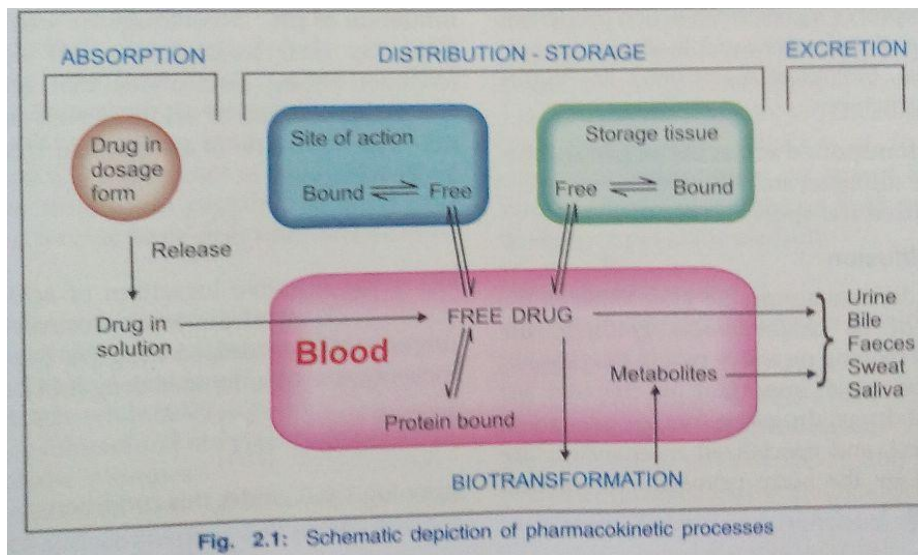 ABSORPTION
DISTRIBUTION - STORAGE
EXCRETION
Drug in
dosage
form
Site of action
Bound ⇌ Free
Storage tissue
Free ⇌ Bound
Release
Drug in
solution
FREE DRUG
Blood
Protein bound
Metabolites
Urine
Bile
Faeces
Sweat
Saliva
BIOTRANSFORMATION
Fig. 2.1: Schematic depiction of pharmacokinetic processes